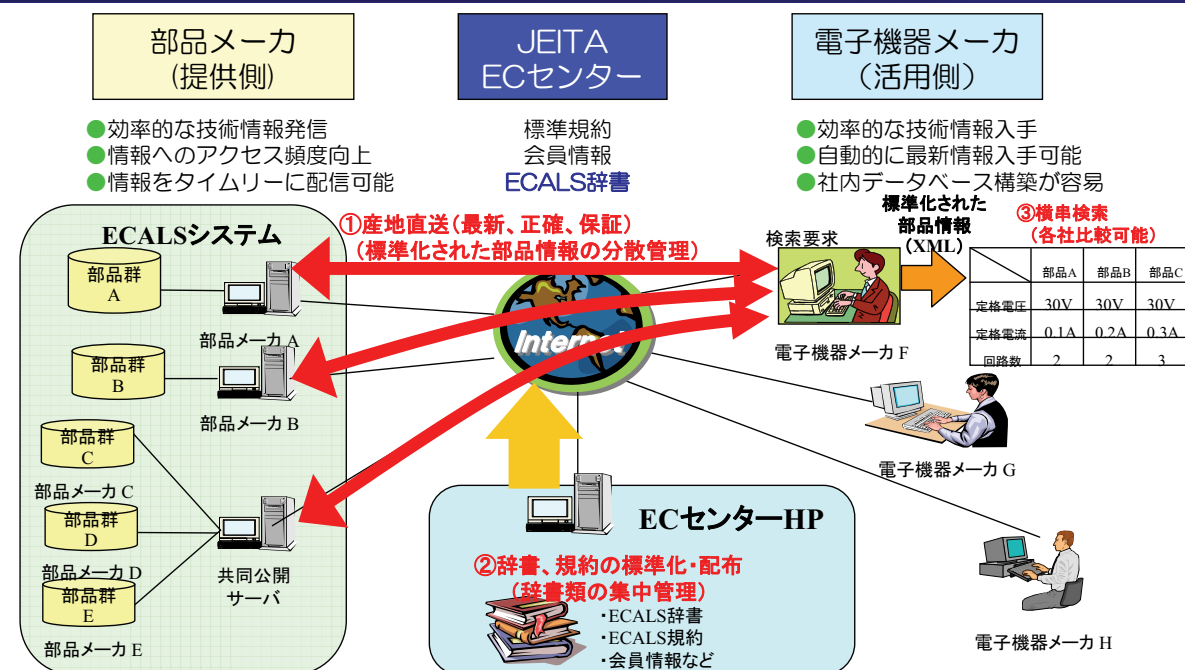 部品メーカ
(提供側)
JEITA
ECセンター
電子機器メーカ
（活用側）
●効率的な技術情報発信
●情報へのアクセス頻度向上
●情報をタイムリーに配信可能
標準規約
会員情報
ECALS辞書
●効率的な技術情報入手
●自動的に最新情報入手可能
●社内データベース構築が容易
ECALSシステム
①産地直送（最新、正確、保証）
（標準化された部品情報の分散管理）
標準化された
部品情報
（XML）
③横串検索
（各社比較可能）
検索要求
部品群
A
部品メーカ A
部品群
B
部品メーカ B
部品群
C
部品メーカ C
部品群
D
部品メーカ D
部品群
E
部品メーカ E
共同公開
サーバ
Internet
電子機器メーカ F
部品A 部品B 部品C
定格電圧 30V 30V 30V
定格電流 0.1A 0.2A 0.3A
回路数 2 2 3
電子機器メーカ G
電子機器メーカ H
ECセンターHP
②辞書、規約の標準化・配布
（辞書類の集中管理）
・ECALS辞書
・ECALS規約
・会員情報など